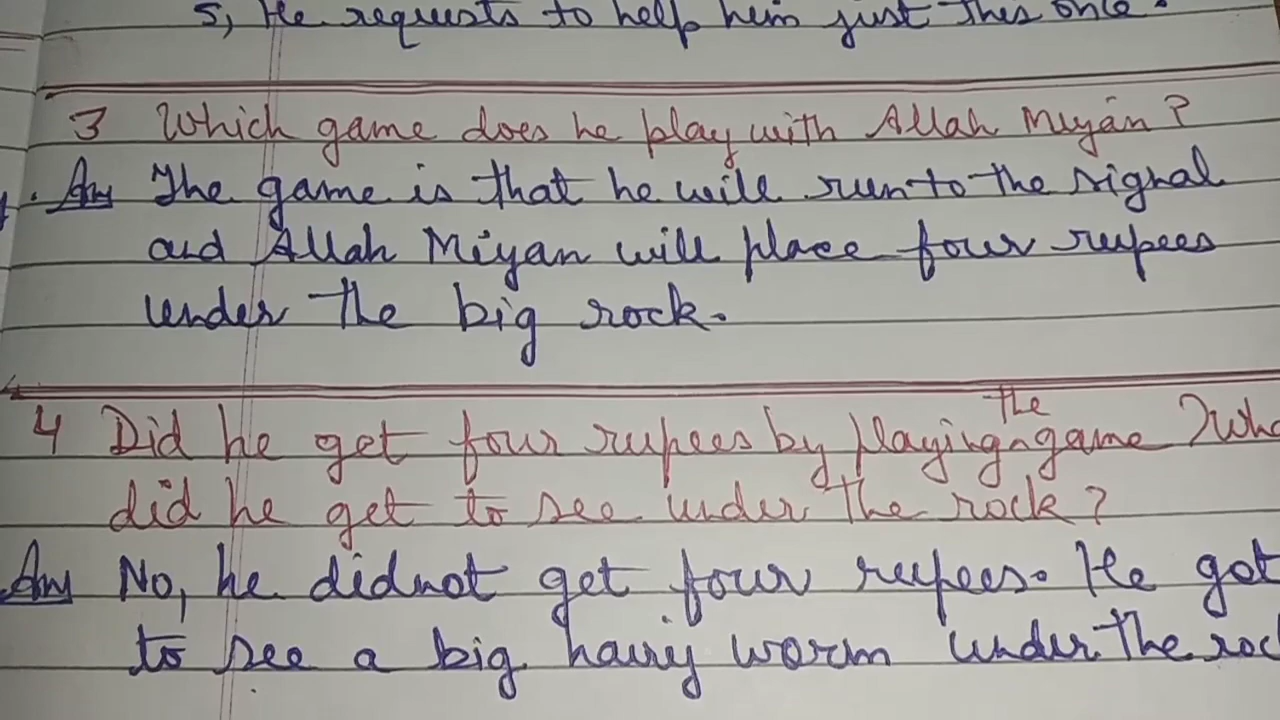 5, He requests to help him just this once.
3 Which game does he play with Allah Miyan?
Ans The game is that he will run to the signal
and Allah Miyan will place four rupees
under the big rock.
4 Did he get four rupees by playing the game ?
did he get to see under the rock?
Ans No, he didnot get four rupees. He got
to see a big hairy worm under the